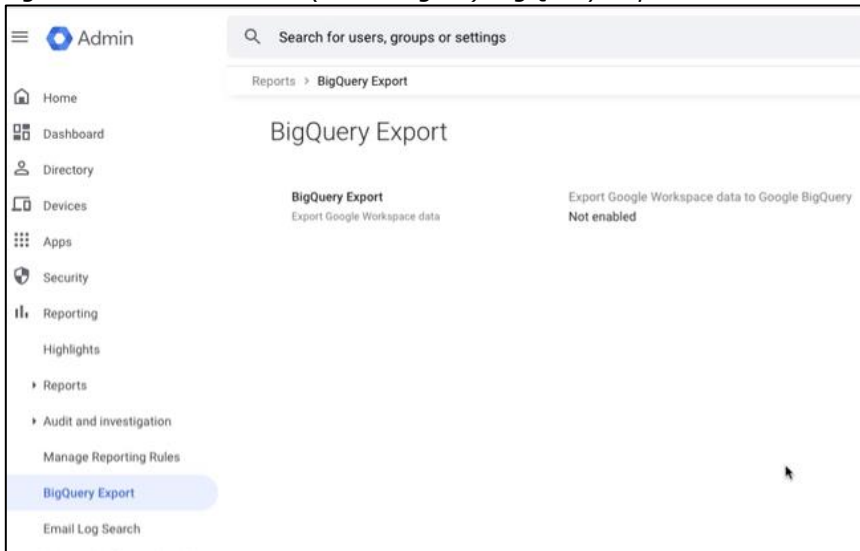 Admin
Search for users, groups or settings
Reports > BigQuery Export
Home
Dashboard
Directory
Devices
Apps
Security
Reporting
Highlights
Reports
Audit and investigation
Manage Reporting Rules
BigQuery Export
Email Log Search
BigQuery Export
BigQuery Export
Export Google Workspace data
Export Google Workspace data to Google BigQuery
Not enabled